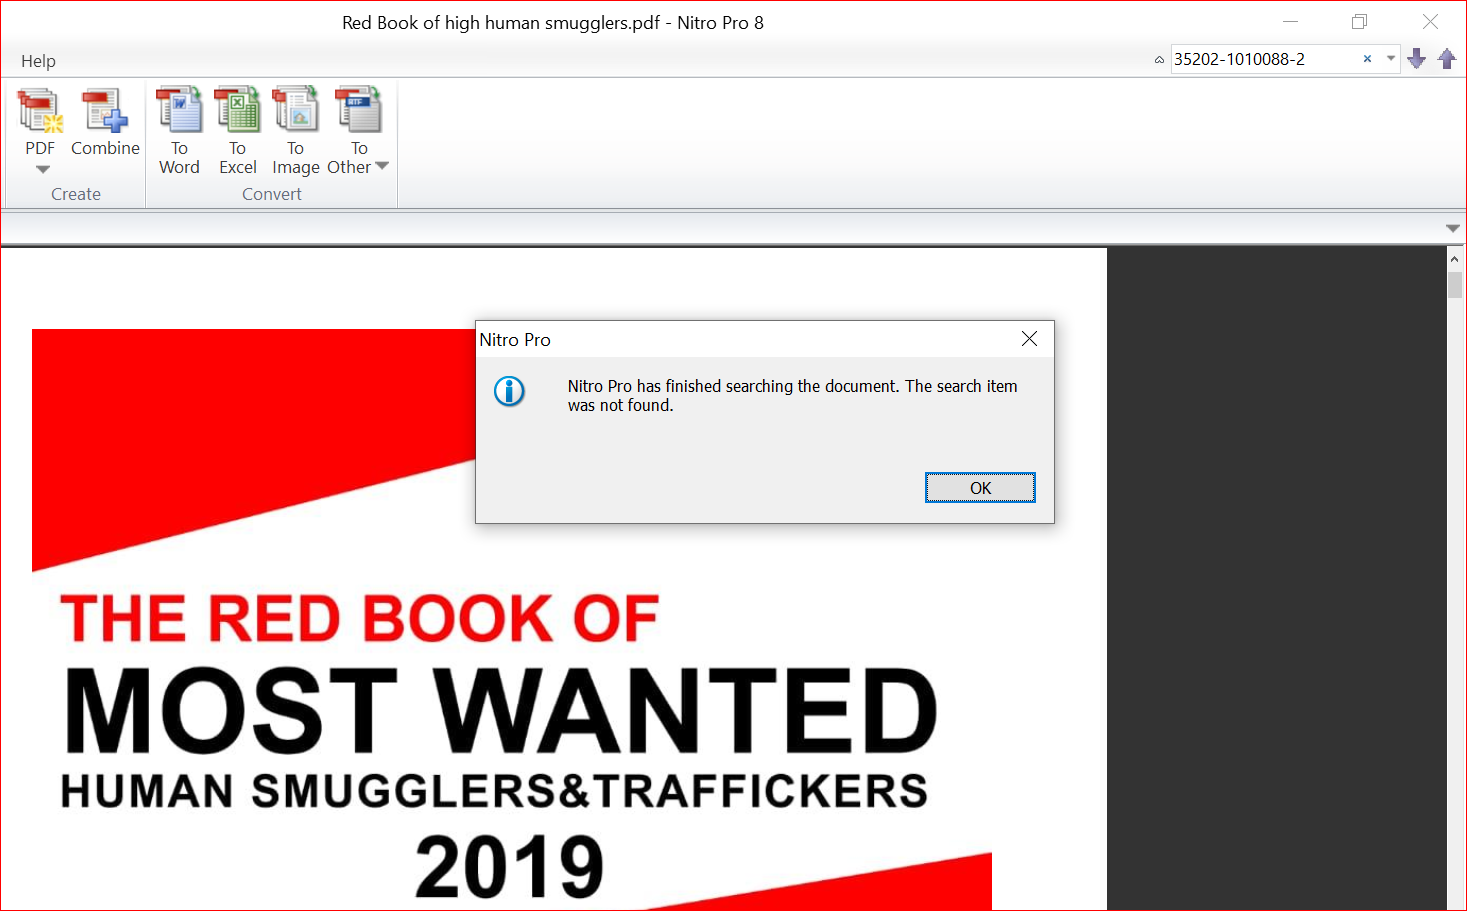 Red Book of high human smugglers.pdf - Nitro Pro 8
Help
35202-1010088-2
PDF
Combine
To
Word
To
Excel
To
Image
To
Other
Create
Convert
Nitro Pro
Nitro Pro has finished searching the document. The search item
was not found.
OK
THE RED BOOK OF
MOST WANTED
HUMAN SMUGGLERS&TRAFFICKERS
2019